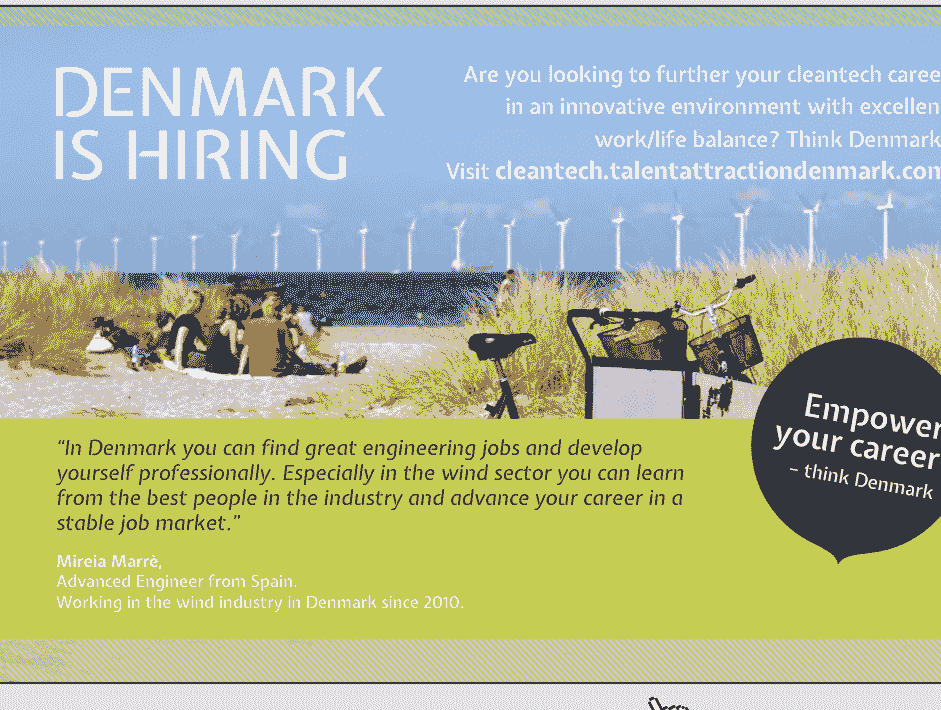 DENMARK
IS HIRING
Are you looking to further your cleantech caree
in an innovative environment with excellen
work/life balance? Think Denmark
Visit cleantech.talentattractiondenmark.com
Empower
your career
– think Denmark
“In Denmark you can find great engineering jobs and develop
yourself professionally. Especially in the wind sector you can learn
from the best people in the industry and advance your career in a
stable job market.”
Mireia Marrè,
Advanced Engineer from Spain.
Working in the wind industry in Denmark since 2010.